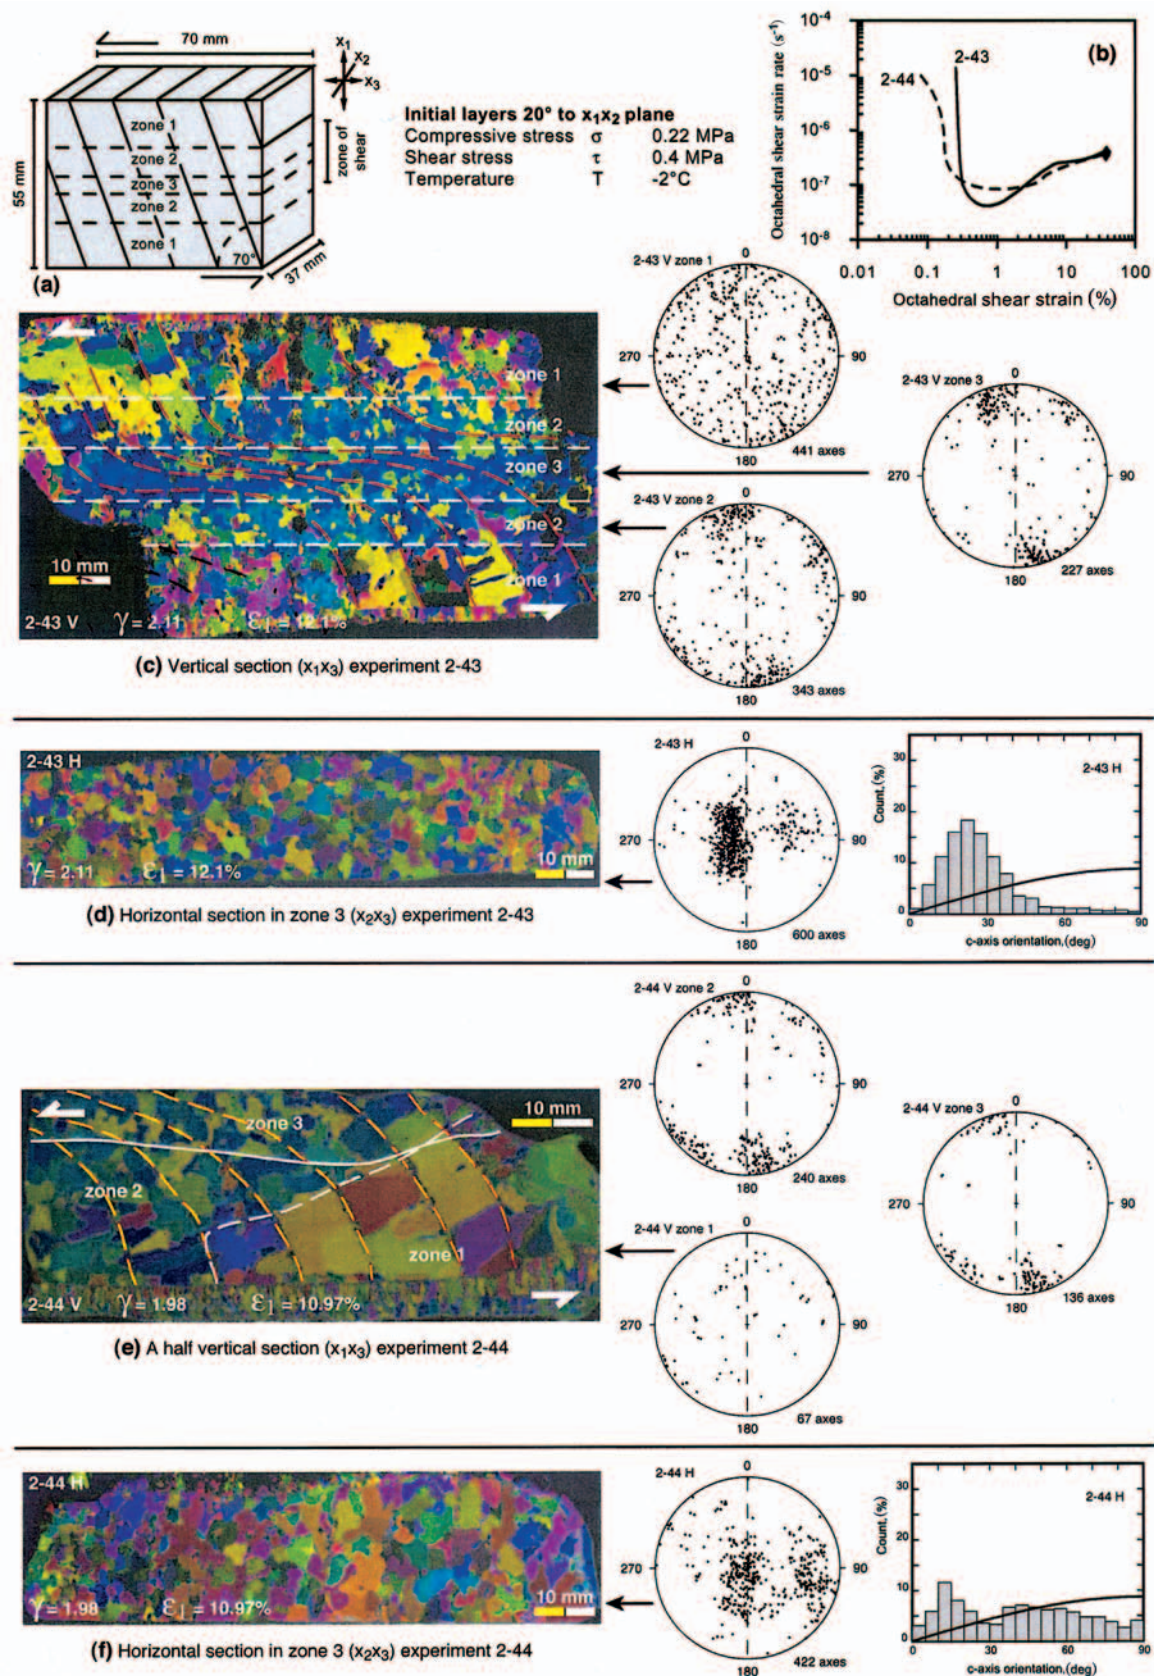 70 mm
x1
x2
x3
zone 1
zone 2
zone 3
zone 2
zone 1
zone of shear
55 mm
70°
37 mm
(a)
Initial layers 20° to x1x2 plane
Compressive stress σ 0.22 MPa
Shear stress τ 0.4 MPa
Temperature T -2°C
Octahedral shear strain rate (s-1)
10-4
10-5
10-6
10-7
10-8
2-44
2-43
(b)
0.01 0.1 1 10 100
Octahedral shear strain (%)
zone 1
zone 2
zone 3
zone 2
zone 1
10 mm
2-43 V γ = 2.11 ε1 = 12.1%
(c) Vertical section (x1x3) experiment 2-43
2-43 V zone 1
0
270
90
180
441 axes
2-43 V zone 3
0
270
90
180
227 axes
2-43 V zone 2
0
270
90
180
343 axes
2-43 H
γ = 2.11 ε1 = 12.1%
10 mm
(d) Horizontal section in zone 3 (x2x3) experiment 2-43
2-43 H
0
270
90
180
600 axes
Count,(%)
30
20
10
0
2-43 H
0 30 60 90
c-axis orientation,(deg)
zone 3
zone 2
zone 1
10 mm
2-44 V γ = 1.98 ε1 = 10.97%
(e) A half vertical section (x1x3) experiment 2-44
2-44 V zone 2
0
270
90
180
240 axes
2-44 V zone 3
0
270
90
180
136 axes
2-44 V zone 1
0
270
90
180
67 axes
2-44 H
γ = 1.98 ε1 = 10.97%
10 mm
(f) Horizontal section in zone 3 (x2x3) experiment 2-44
2-44 H
0
270
90
180
422 axes
Count,(%)
30
20
10
0
2-44 H
0 30 60 90
c-axis orientation,(deg)